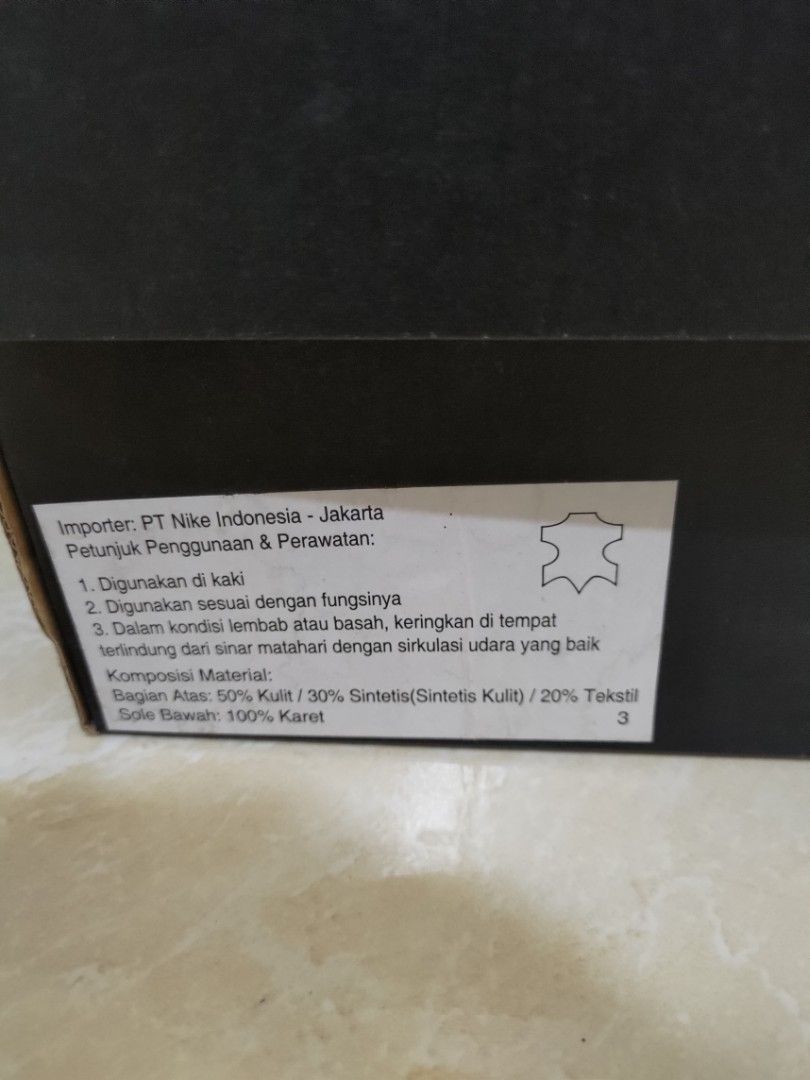 Importer: PT Nike Indonesia - Jakarta
Petunjuk Penggunaan & Perawatan:
1. Digunakan di kaki
2. Digunakan sesuai dengan fungsinya
3. Dalam kondisi lembab atau basah, keringkan di tempat
terlindung dari sinar matahari dengan sirkulasi udara yang baik
Komposisi Material:
Bagian Atas: 50% Kulit / 30% Sintetis(Sintetis Kulit) / 20% Tekstil
Sole Bawah: 100% Karet
3